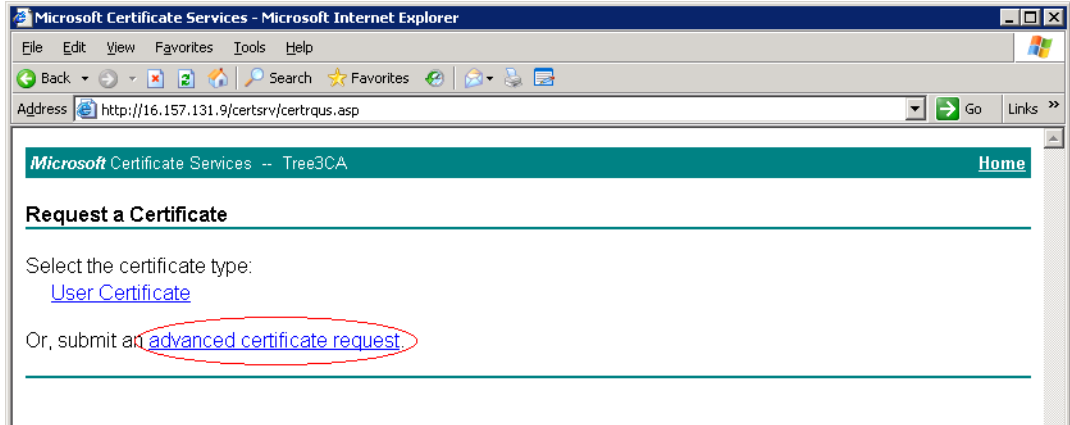 Microsoft Certificate Services - Microsoft Internet Explorer
File Edit View Favorites Tools Help
Back Search Favorites
Address http://16.157.131.9/certsrv/certrqus.asp Go Links »
Microsoft Certificate Services -- Tree3CA Home
Request a Certificate
Select the certificate type:
User Certificate
Or, submit an advanced certificate request.